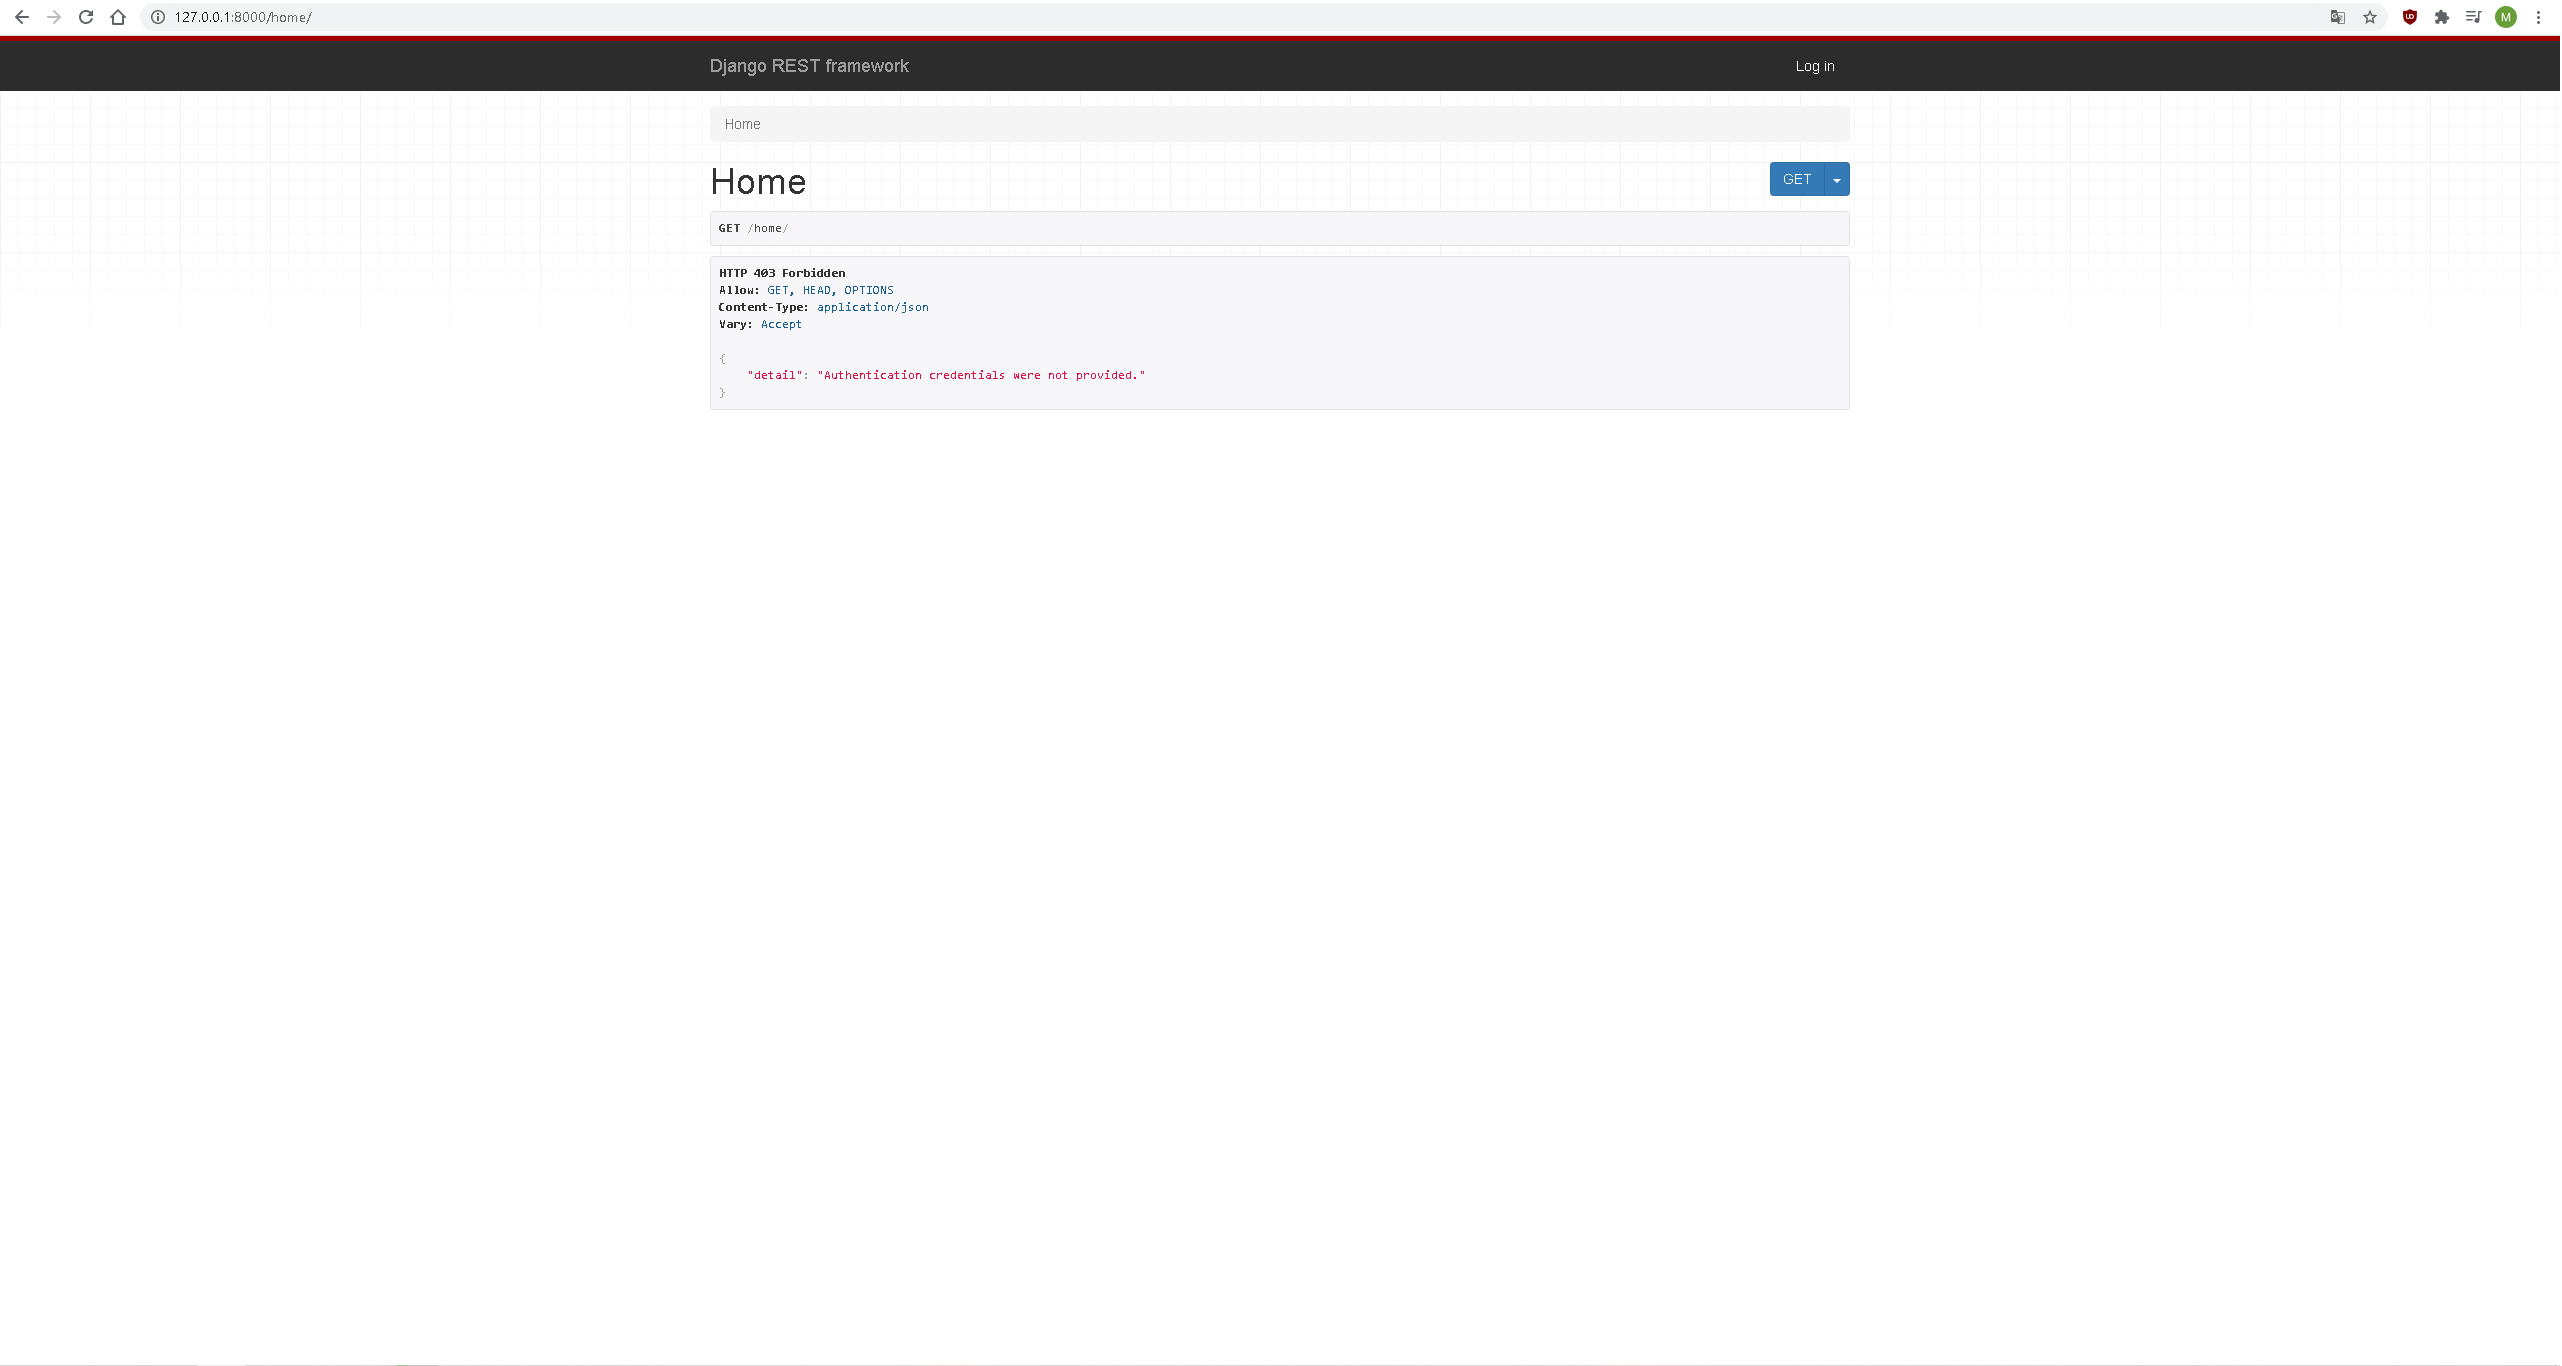 127.0.0.1:8000/home/
M
Django REST framework
Log in
Home
Home
GET
GET /home/
HTTP 403 Forbidden
Allow: GET, HEAD, OPTIONS
Content-Type: application/json
Vary: Accept
{
    "detail": "Authentication credentials were not provided."
}